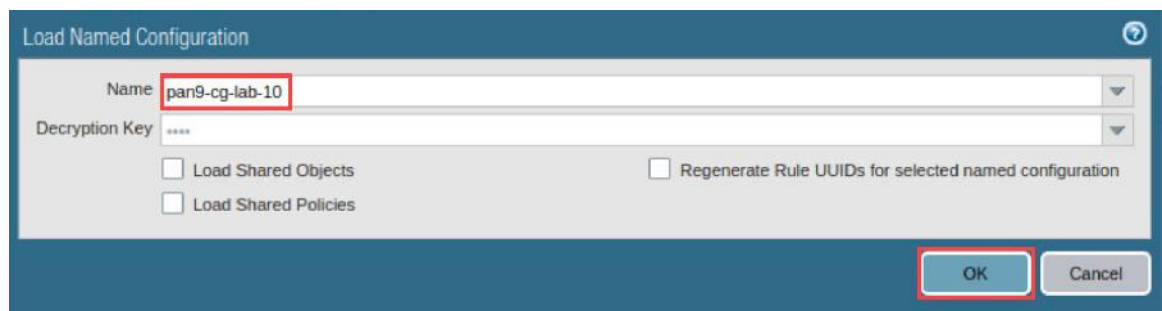 Load Named Configuration
Name pan9-cg-lab-10
Decryption Key ****
Load Shared Objects Regenerate Rule UUIDs for selected named configuration
Load Shared Policies
OK Cancel